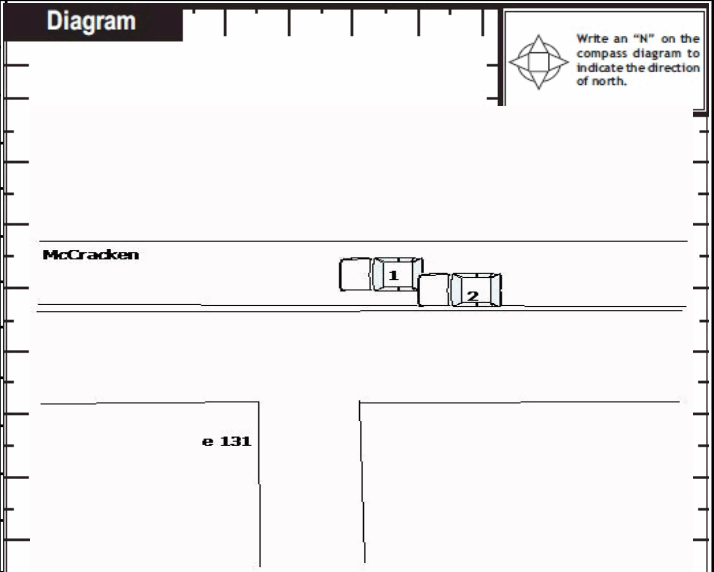 Diagram
Write an “N” on the
compass diagram to
indicate the direction
of north.
McCracken
1
2
e 131